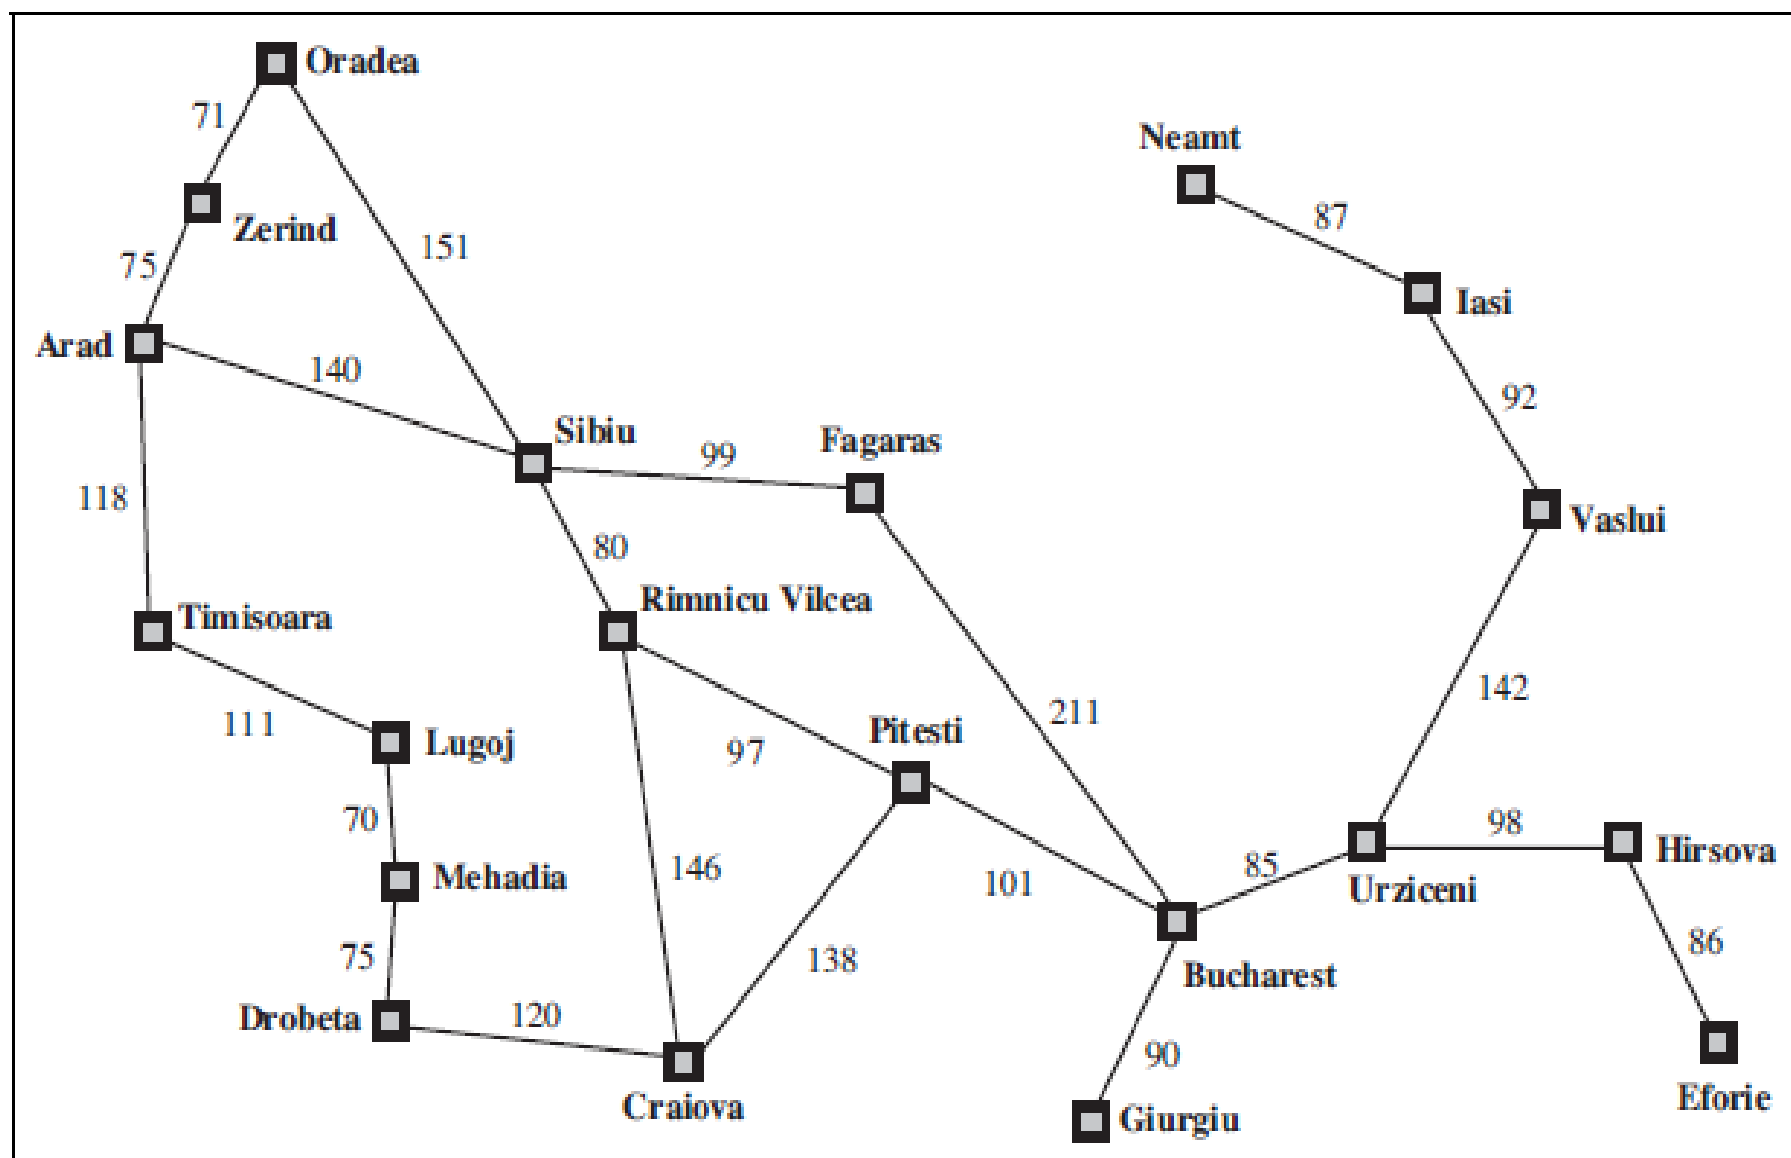 Oradea
71
Neamt
87
Zerind
151
75
Iasi
Arad
140
92
Sibiu
Fagaras
99
118
Vaslui
80
Rimnicu Vilcea
Timisoara
142
211
111
Pitesti
Lugoj
97
70
98
Hirsova
146
85
Mehadia
101
Urziceni
75
138
86
Bucharest
Drobeta
120
90
Craiova
Eforie
Giurgiu